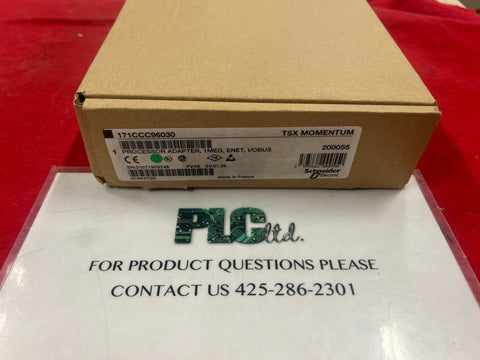 171CCC96030 TSX MOMENTUM
1 PROCESSOR ADAPTER, 1MEG, ENET, I/OBUS 200055
CE
Made in France
Schneider
Electric
PLC ltd.
FOR PRODUCT QUESTIONS PLEASE
CONTACT US 425-286-2301